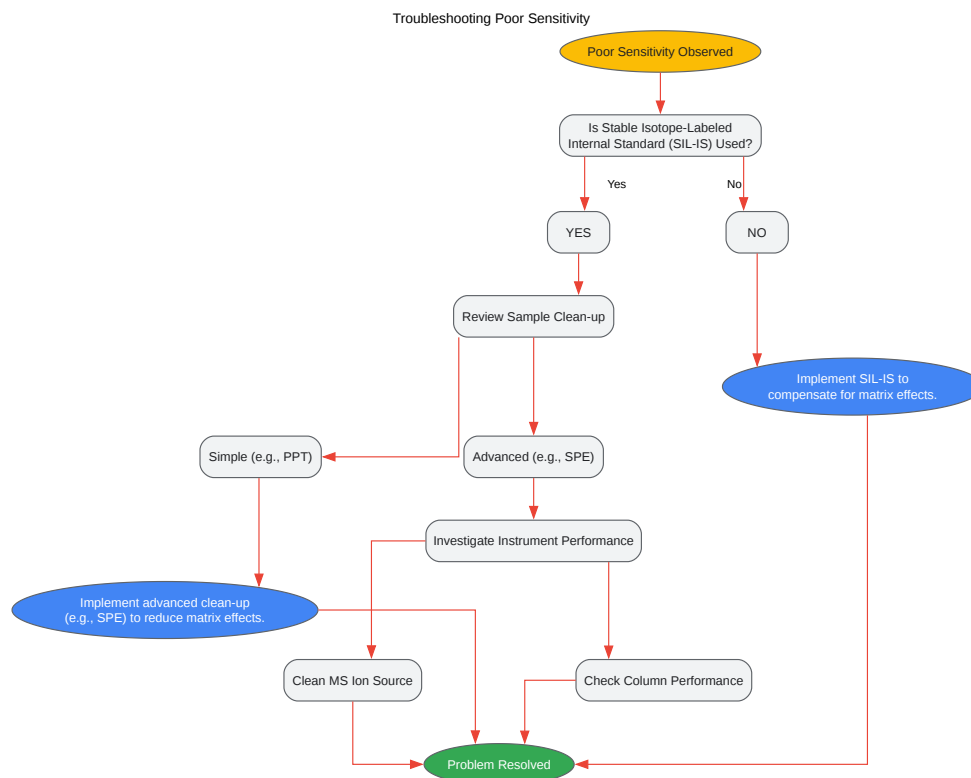 Troubleshooting Poor Sensitivity
Poor Sensitivity Observed
Is Stable Isotope-Labeled
Internal Standard (SIL-IS) Used?
Yes
No
YES
NO
Review Sample Clean-up
Implement SIL-IS to
compensate for matrix effects.
Simple (e.g., PPT)
Advanced (e.g., SPE)
Investigate Instrument Performance
Implement advanced clean-up
(e.g., SPE) to reduce matrix effects.
Clean MS Ion Source
Check Column Performance
Problem Resolved